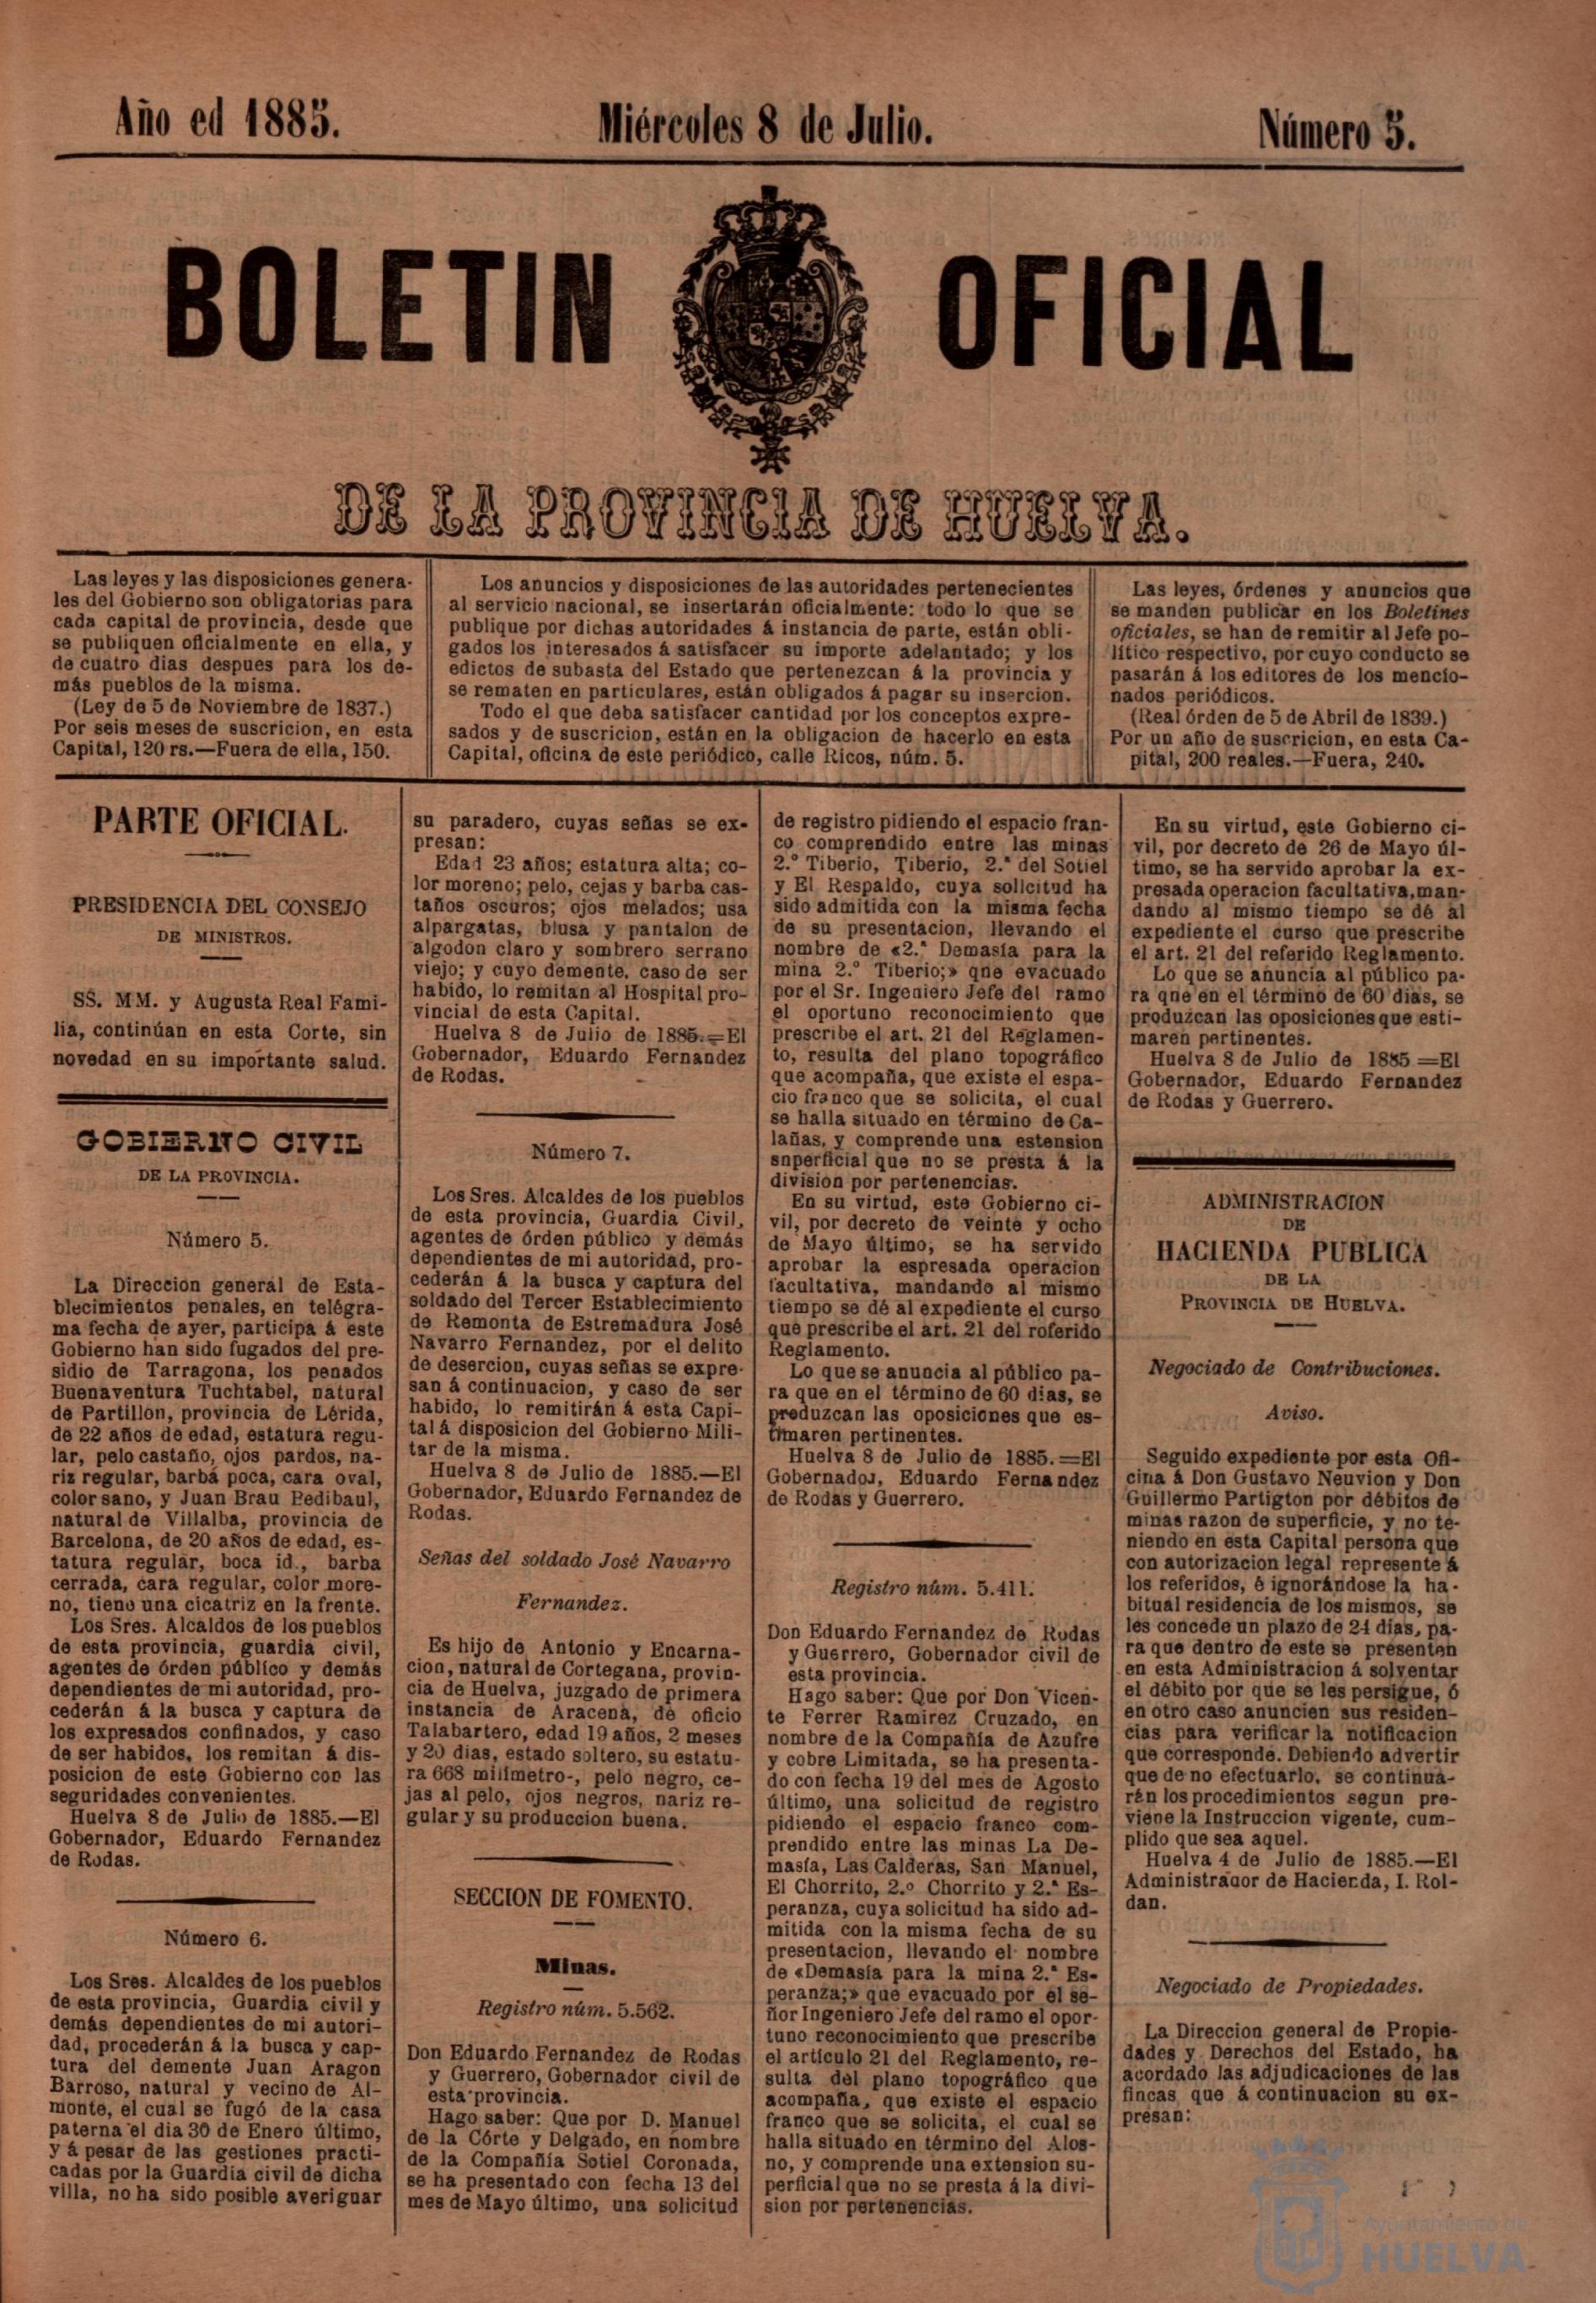 Año ed 1885.
Miércoles 8 de Julio.
Número 5.
BOLETIN OFICIAL
DE LA PROVINCIA DE HUELVA.
Las leyes y las disposiciones genera-
les del Gobierno son obligatorias para
cada capital de provincia, desde que
se publiquen oficialmente en ella, y
de cuatro dias despues para los de-
más pueblos de la misma.
(Ley de 5 de Noviembre de 1837.)
Por seis meses de suscricion, en esta
Capital, 120 rs.—Fuera de ella, 150.
Los anuncios y disposiciones de las autoridades pertenecientes
al servicio nacional, se insertarán oficialmente: todo lo que se
publique por dichas autoridades á instancia de parte, están obli-
gados los interesados á satisfacer su importe adelantado; y los
edictos de subasta del Estado que pertenezcan á la provincia y
se rematen en particulares, están obligados á pagar su insercion.
Todo el que deba satisfacer cantidad por los conceptos expre-
sados y de suscricion, están en la obligacion de hacerlo en esta
Capital, oficina de este periódico, calle Ricos, núm. 5.
Las leyes, órdenes y anuncios que
se manden publicar en los Boletines
oficiales, se han de remitir al Jefe po-
lítico respectivo, por cuyo conducto se
pasarán á los editores de los mencio-
nados periódicos.
(Real órden de 5 de Abril de 1839.)
Por un año de suscricion, en esta Ca-
pital, 200 reales.—Fuera, 240.
PARTE OFICIAL.
PRESIDENCIA DEL CONSEJO
DE MINISTROS.
SS. MM. y Augusta Real Fami-
lia, continúan en esta Corte, sin
novedad en su importante salud.
GOBIERNO CIVIL
DE LA PROVINCIA.
Número 5.
La Direccion general de Esta-
blecimientos penales, en telégra-
ma fecha de ayer, participa á este
Gobierno han sido fugados del pre-
sidio de Tarragona, los penados
Buenaventura Tuchtabel, natural
de Partillon, provincia de Lérida,
de 22 años de edad, estatura regu-
lar, pelo castaño, ojos pardos, na-
riz regular, barba poca, cara oval,
color sano, y Juan Brau Pedibaul,
natural de Villalba, provincia de
Barcelona, de 20 años de edad, es-
tatura regular, boca id., barba
cerrada, cara regular, color more-
no, tiene una cicatriz en la frente.
Los Sres. Alcaldos de los pueblos
de esta provincia, guardia civil,
agentes de órden público y demás
dependientes de mi autoridad, pro-
cederán á la busca y captura de
los expresados confinados, y caso
de ser habidos, los remitan á dis-
posicion de este Gobierno con las
seguridades convenientes.
Huelva 8 de Julio de 1885.—El
Gobernador, Eduardo Fernandez
de Rodas.
Número 6.
Los Sres. Alcaldes de los pueblos
de esta provincia, Guardia civil y
demás dependientes de mi autori-
dad, procederán á la busca y cap-
tura del demente Juan Aragon
Barroso, natural y vecino de Al-
monte, el cual se fugó de la casa
paterna el dia 30 de Enero último,
y á pesar de las gestiones practi-
cadas por la Guardia civil de dicha
villa, no ha sido posible averiguar
su paradero, cuyas señas se ex-
presan:
Edad 23 años; estatura alta; co-
lor moreno; pelo, cejas y barba cas-
taños oscuros; ojos melados; usa
alpargatas, blusa y pantalon de
algodon claro y sombrero serrano
viejo; y cuyo demente, caso de ser
habido, lo remitan al Hospital pro-
vincial de esta Capital.
Huelva 8 de Julio de 1885.=El
Gobernador, Eduardo Fernandez
de Rodas.
Número 7.
Los Sres. Alcaldes de los pueblos
de esta provincia, Guardia Civil,
agentes de órden público y demás
dependientes de mi autoridad, pro-
cederán á la busca y captura del
soldado del Tercer Establecimiento
de Remonta de Estremadura José
Navarro Fernandez, por el delito
de desercion, cuyas señas se expre-
san á continuacion, y caso de ser
habido, lo remitirán á esta Capi-
tal á disposicion del Gobierno Mili-
tar de la misma.
Huelva 8 de Julio de 1885.—El
Gobernador, Eduardo Fernandez de
Rodas.
Señas del soldado José Navarro
Fernandez.
Es hijo de Antonio y Encarna-
cion, natural de Cortegana, provin-
cia de Huelva, juzgado de primera
instancia de Aracena, de oficio
Talabartero, edad 19 años, 2 meses
y 20 dias, estado soltero, su estatu-
ra 668 milímetro-, pelo negro, ce-
jas al pelo, ojos negros, nariz re-
gular y su produccion buena.
SECCION DE FOMENTO.
Minas.
Registro núm. 5.562.
Don Eduardo Fernandez de Rodas
y Guerrero, Gobernador civil de
esta provincia.
Hago saber: Que por D. Manuel
de la Córte y Delgado, en nombre
de la Compañía Sotiel Coronada,
se ha presentado con fecha 13 del
mes de Mayo último, una solicitud
de registro pidiendo el espacio fran-
co comprendido entre las minas
2.º Tiberio, Tiberio, 2.ª del Sotiel
y El Respaldo, cuya solicitud ha
sido admitida con la misma fecha
de su presentacion, llevando el
nombre de «2.ª Demasía para la
mina 2.º Tiberio;» qne evacuado
por el Sr. Ingeniero Jefe del ramo
el oportuno reconocimiento que
prescribe el art. 21 del Reglamen-
to, resulta del plano topográfico
que acompaña, que existe el espa-
cio franco que se solicita, el cual
se halla situado en término de Ca-
lañas, y comprende una estension
snperficial que no se presta á la
division por pertenencias.
En su virtud, este Gobierno ci-
vil, por decreto de veinte y ocho
de Mayo último, se ha servido
aprobar la espresada operacion
facultativa, mandando al mismo
tiempo se dé al expediente el curso
que prescribe el art. 21 del roferido
Reglamento.
Lo que se anuncia al público pa-
ra que en el término de 60 dias, se
produzcan las oposiciones que es-
timaren pertinentes.
Huelva 8 de Julio de 1885.=El
Gobernador, Eduardo Fernandez
de Rodas y Guerrero.
Registro núm. 5.411.
Don Eduardo Fernandez de Rodas
y Guerrero, Gobernador civil de
esta provincia.
Hago saber: Que por Don Vicen-
te Ferrer Ramirez Cruzado, en
nombre de la Compañía de Azufre
y cobre Limitada, se ha presenta-
do con fecha 19 del mes de Agosto
último, una solicitud de registro
pidiendo el espacio franco com-
prendido entre las minas La De-
masía, Las Calderas, San Manuel,
El Chorrito, 2.º Chorrito y 2.ª Es-
peranza, cuya solicitud ha sido ad-
mitida con la misma fecha de su
presentacion, llevando el nombre
de «Demasía para la mina 2.ª Es-
peranza;» que evacuado por el se-
ñor Ingeniero Jefe del ramo el opor-
tuno reconocimiento que prescribe
el artículo 21 del Reglamento, re-
sulta del plano topográfico que
acompaña, que existe el espacio
franco que se solicita, el cual se
halla situado en término del Alos-
no, y comprende una extension su-
perficial que no se presta á la divi-
sion por pertenencias.
En su virtud, este Gobierno ci-
vil, por decreto de 26 de Mayo úl-
timo, se ha servido aprobar la ex-
presada operacion facultativa, man-
dando al mismo tiempo se dé al
expediente el curso que prescribe
el art. 21 del referido Reglamento.
Lo que se anuncia al público pa-
ra qne en el término de 60 dias, se
produzcan las oposiciones que esti-
maren pertinentes.
Huelva 8 de Julio de 1885=El
Gobernador, Eduardo Fernandez
de Rodas y Guerrero.
ADMINISTRACION
DE
HACIENDA PUBLICA
DE LA
PROVINCIA DE HUELVA.
Negociado de Contribuciones.
Aviso.
Seguido expediente por esta Ofi-
cina á Don Gustavo Neuvion y Don
Guillermo Partigton por débitos de
minas razon de superficie, y no te-
niendo en esta Capital persona que
con autorizacion legal represente á
los referidos, é ignorándose la ha-
bitual residencia de los mismos, se
les concede un plazo de 24 dias, pa-
ra que dentro de este se presenten
en esta Administracion á solventar
el débito por que se les persigue, ó
en otro caso anuncien sus residen-
cias para verificar la notificacion
que corresponde. Debiendo advertir
que de no efectuarlo, se continua-
rán los procedimientos segun pre-
viene la Instruccion vigente, cum-
plido que sea aquel.
Huelva 4 de Julio de 1885.—El
Administrador de Hacienda, I. Rol-
dan.
Negociado de Propiedades.
La Direccion general de Propie-
dades y Derechos del Estado, ha
acordado las adjudicaciones de las
fincas que á continuacion su ex-
presan:
Ayuntamiento de
HUELVA